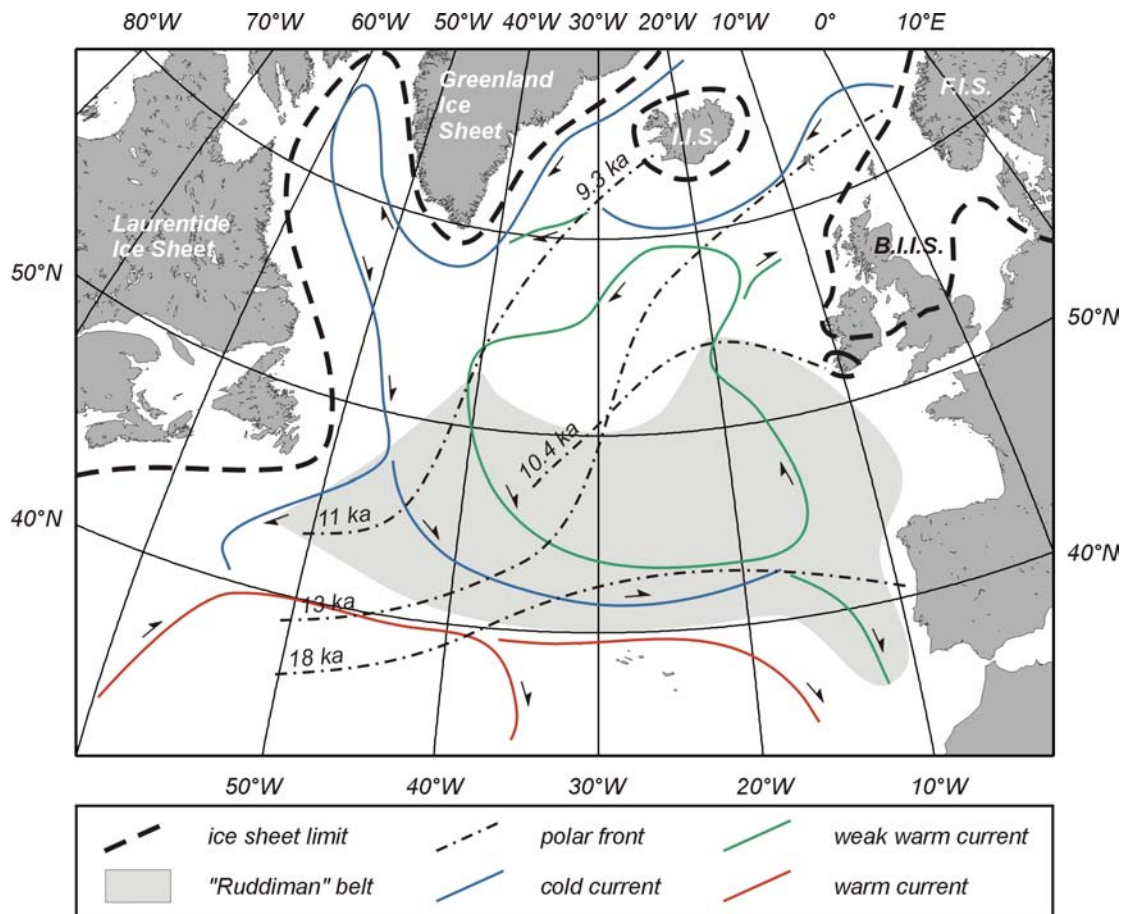 80°W 70°W 60°W 50°W 40°W 30°W 20°W 10°W 0° 10°E
Greenland
Ice
Sheet
F.I.S.
I.I.S.
9.3 ka
Laurentide
Ice Sheet
B.I.I.S.
50°N
50°N
10.4 ka
40°N
11 ka
40°N
13 ka
18 ka
50°W 40°W 30°W 20°W 10°W
ice sheet limit polar front weak warm current
"Ruddiman" belt cold current warm current